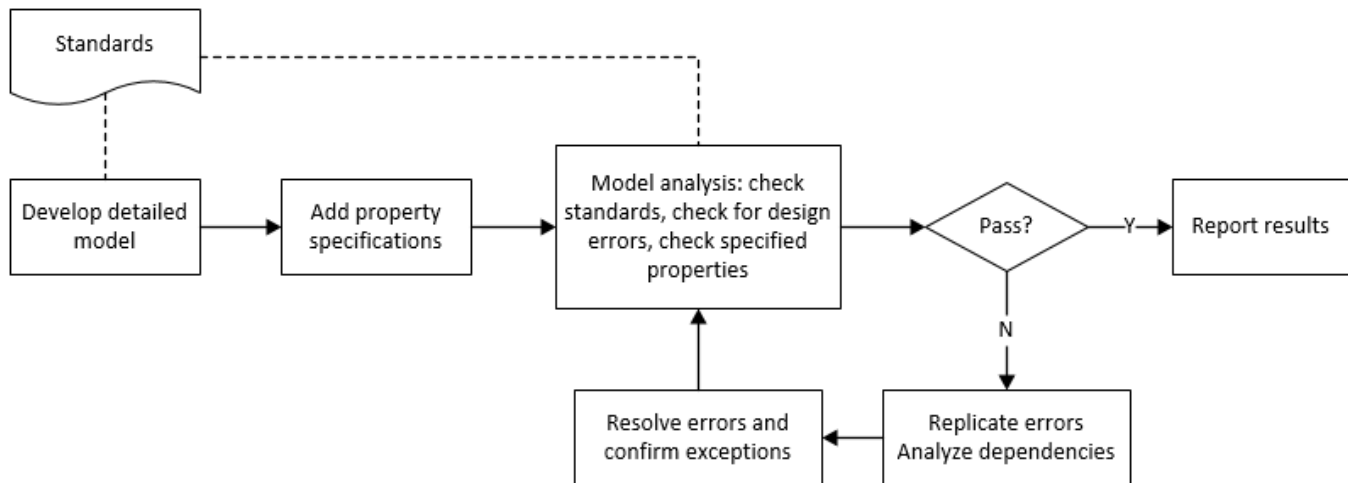 Standards
Develop detailed
model
Add property
specifications
Model analysis: check
standards, check for design
errors, check specified
properties
Pass?
Y
Report results
N
Replicate errors
Analyze dependencies
Resolve errors and
confirm exceptions